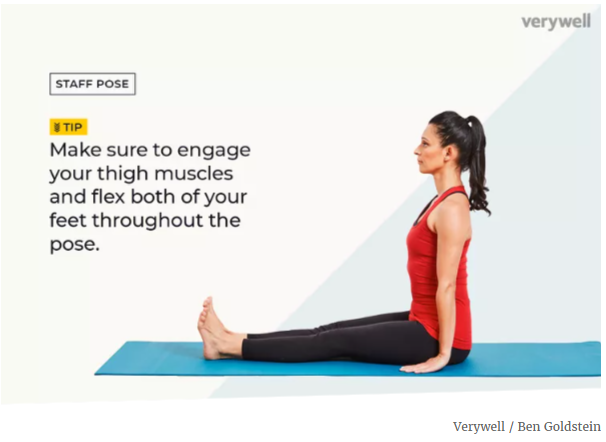 verywell
STAFF POSE
TIP
Make sure to engage
your thigh muscles
and flex both of your
feet throughout the
pose.
Verywell / Ben Goldstein